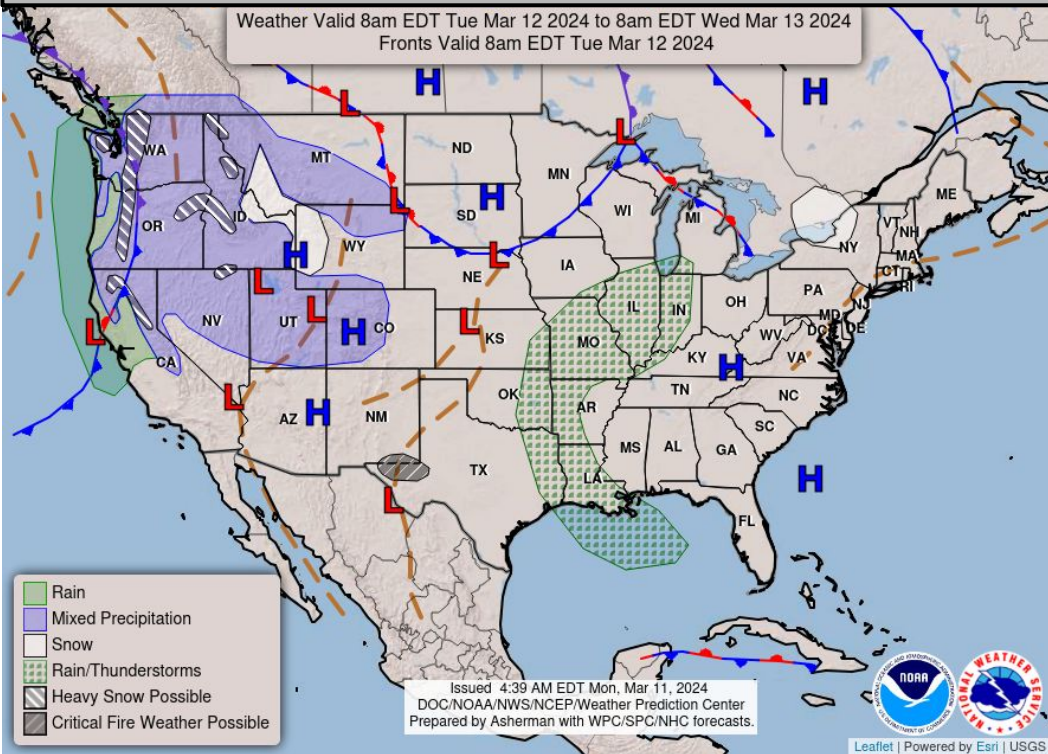 Weather Valid 8am EDT Tue Mar 12 2024 to 8am EDT Wed Mar 13 2024
Fronts Valid 8am EDT Tue Mar 12 2024
H
H
L
L
WA
MT
ND
MN
ME
OR
ID
L
SD
H
WI
MI
VT
NH
NY
MA
CT
RI
H
WY
L
NE
IA
PA
NJ
OH
IL
IN
MD
DE
DC
WV
VA
L
NV
UT
L
H
CO
L
KS
MO
KY
H
L
CA
L
AZ
H
NM
OK
AR
TN
NC
SC
MS
AL
GA
TX
LA
H
L
FL
Rain
Mixed Precipitation
Snow
Rain/Thunderstorms
Heavy Snow Possible
Critical Fire Weather Possible
Issued 4:39 AM EDT Mon, Mar 11, 2024
DOC/NOAA/NWS/NCEP/Weather Prediction Center
Prepared by Asherman with WPC/SPC/NHC forecasts.
NOAA
NATIONAL WEATHER SERVICE
Leaflet | Powered by Esri | USGS